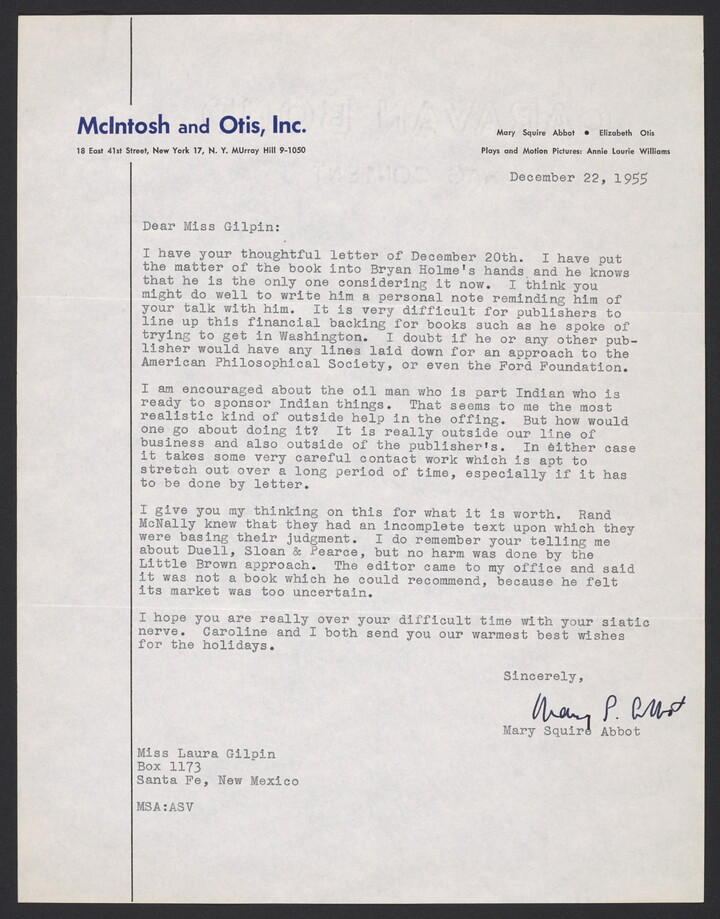 McIntosh and Otis, Inc.
18 East 41st Street, New York 17, N. Y. MUrray Hill 9-1050
Mary Squire Abbot ● Elizabeth Otis
Plays and Motion Pictures: Annie Laurie Williams
December 22, 1955
Dear Miss Gilpin:
I have your thoughtful letter of December 20th. I have put
the matter of the book into Bryan Holme's hands and he knows
that he is the only one considering it now. I think you
might do well to write him a personal note reminding him of
your talk with him. It is very difficult for publishers to
line up this financial backing for books such as he spoke of
trying to get in Washington. I doubt if he or any other pub-
lisher would have any lines laid down for an approach to the
American Philosophical Society, or even the Ford Foundation.
I am encouraged about the oil man who is part Indian who is
ready to sponsor Indian things. That seems to me the most
realistic kind of outside help in the offing. But how would
one go about doing it? It is really outside our line of
business and also outside of the publisher's. In either case
it takes some very careful contact work which is apt to
stretch out over a long period of time, especially if it has
to be done by letter.
I give you my thinking on this for what it is worth. Rand
McNally knew that they had an incomplete text upon which they
were basing their judgment. I do remember your telling me
about Duell, Sloan & Pearce, but no harm was done by the
Little Brown approach. The editor came to my office and said
it was not a book which he could recommend, because he felt
its market was too uncertain.
I hope you are really over your difficult time with your siatic
nerve. Caroline and I both send you our warmest best wishes
for the holidays.
Sincerely,
Mary S. Abbot
Mary Squire Abbot
Miss Laura Gilpin
Box 1173
Santa Fe, New Mexico
MSA:ASV